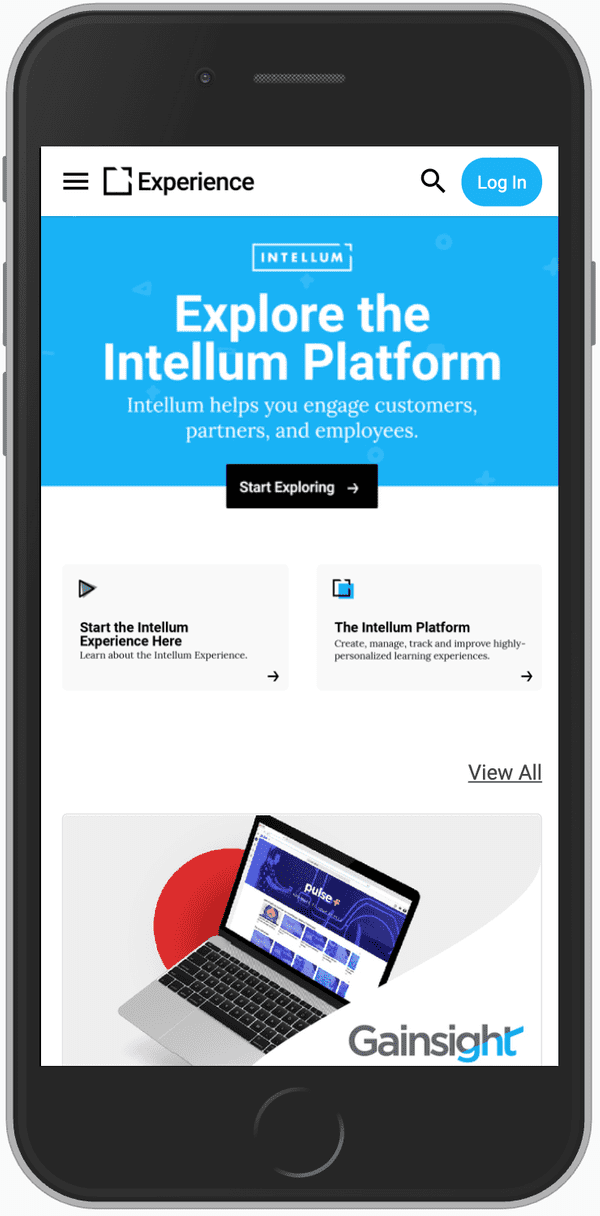 Experience
Log In
INTELLUM
Explore the
Intellum Platform
Intellum helps you engage customers,
partners, and employees.
Start Exploring →
Start the Intellum
Experience Here
Learn about the Intellum Experience.
→
The Intellum Platform
Create, manage, track and improve highly-
personalized learning experiences.
→
View All
pulse+
Gainsight